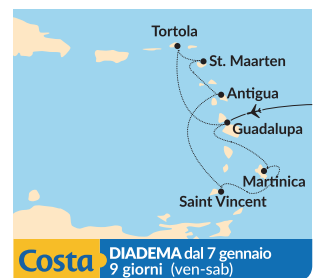 Tortola
St. Maarten
Antigua
Guadalupa
Martinica
Saint Vincent
Costa
DIADEMA dal 7 gennaio
9 giorni (ven-sab)